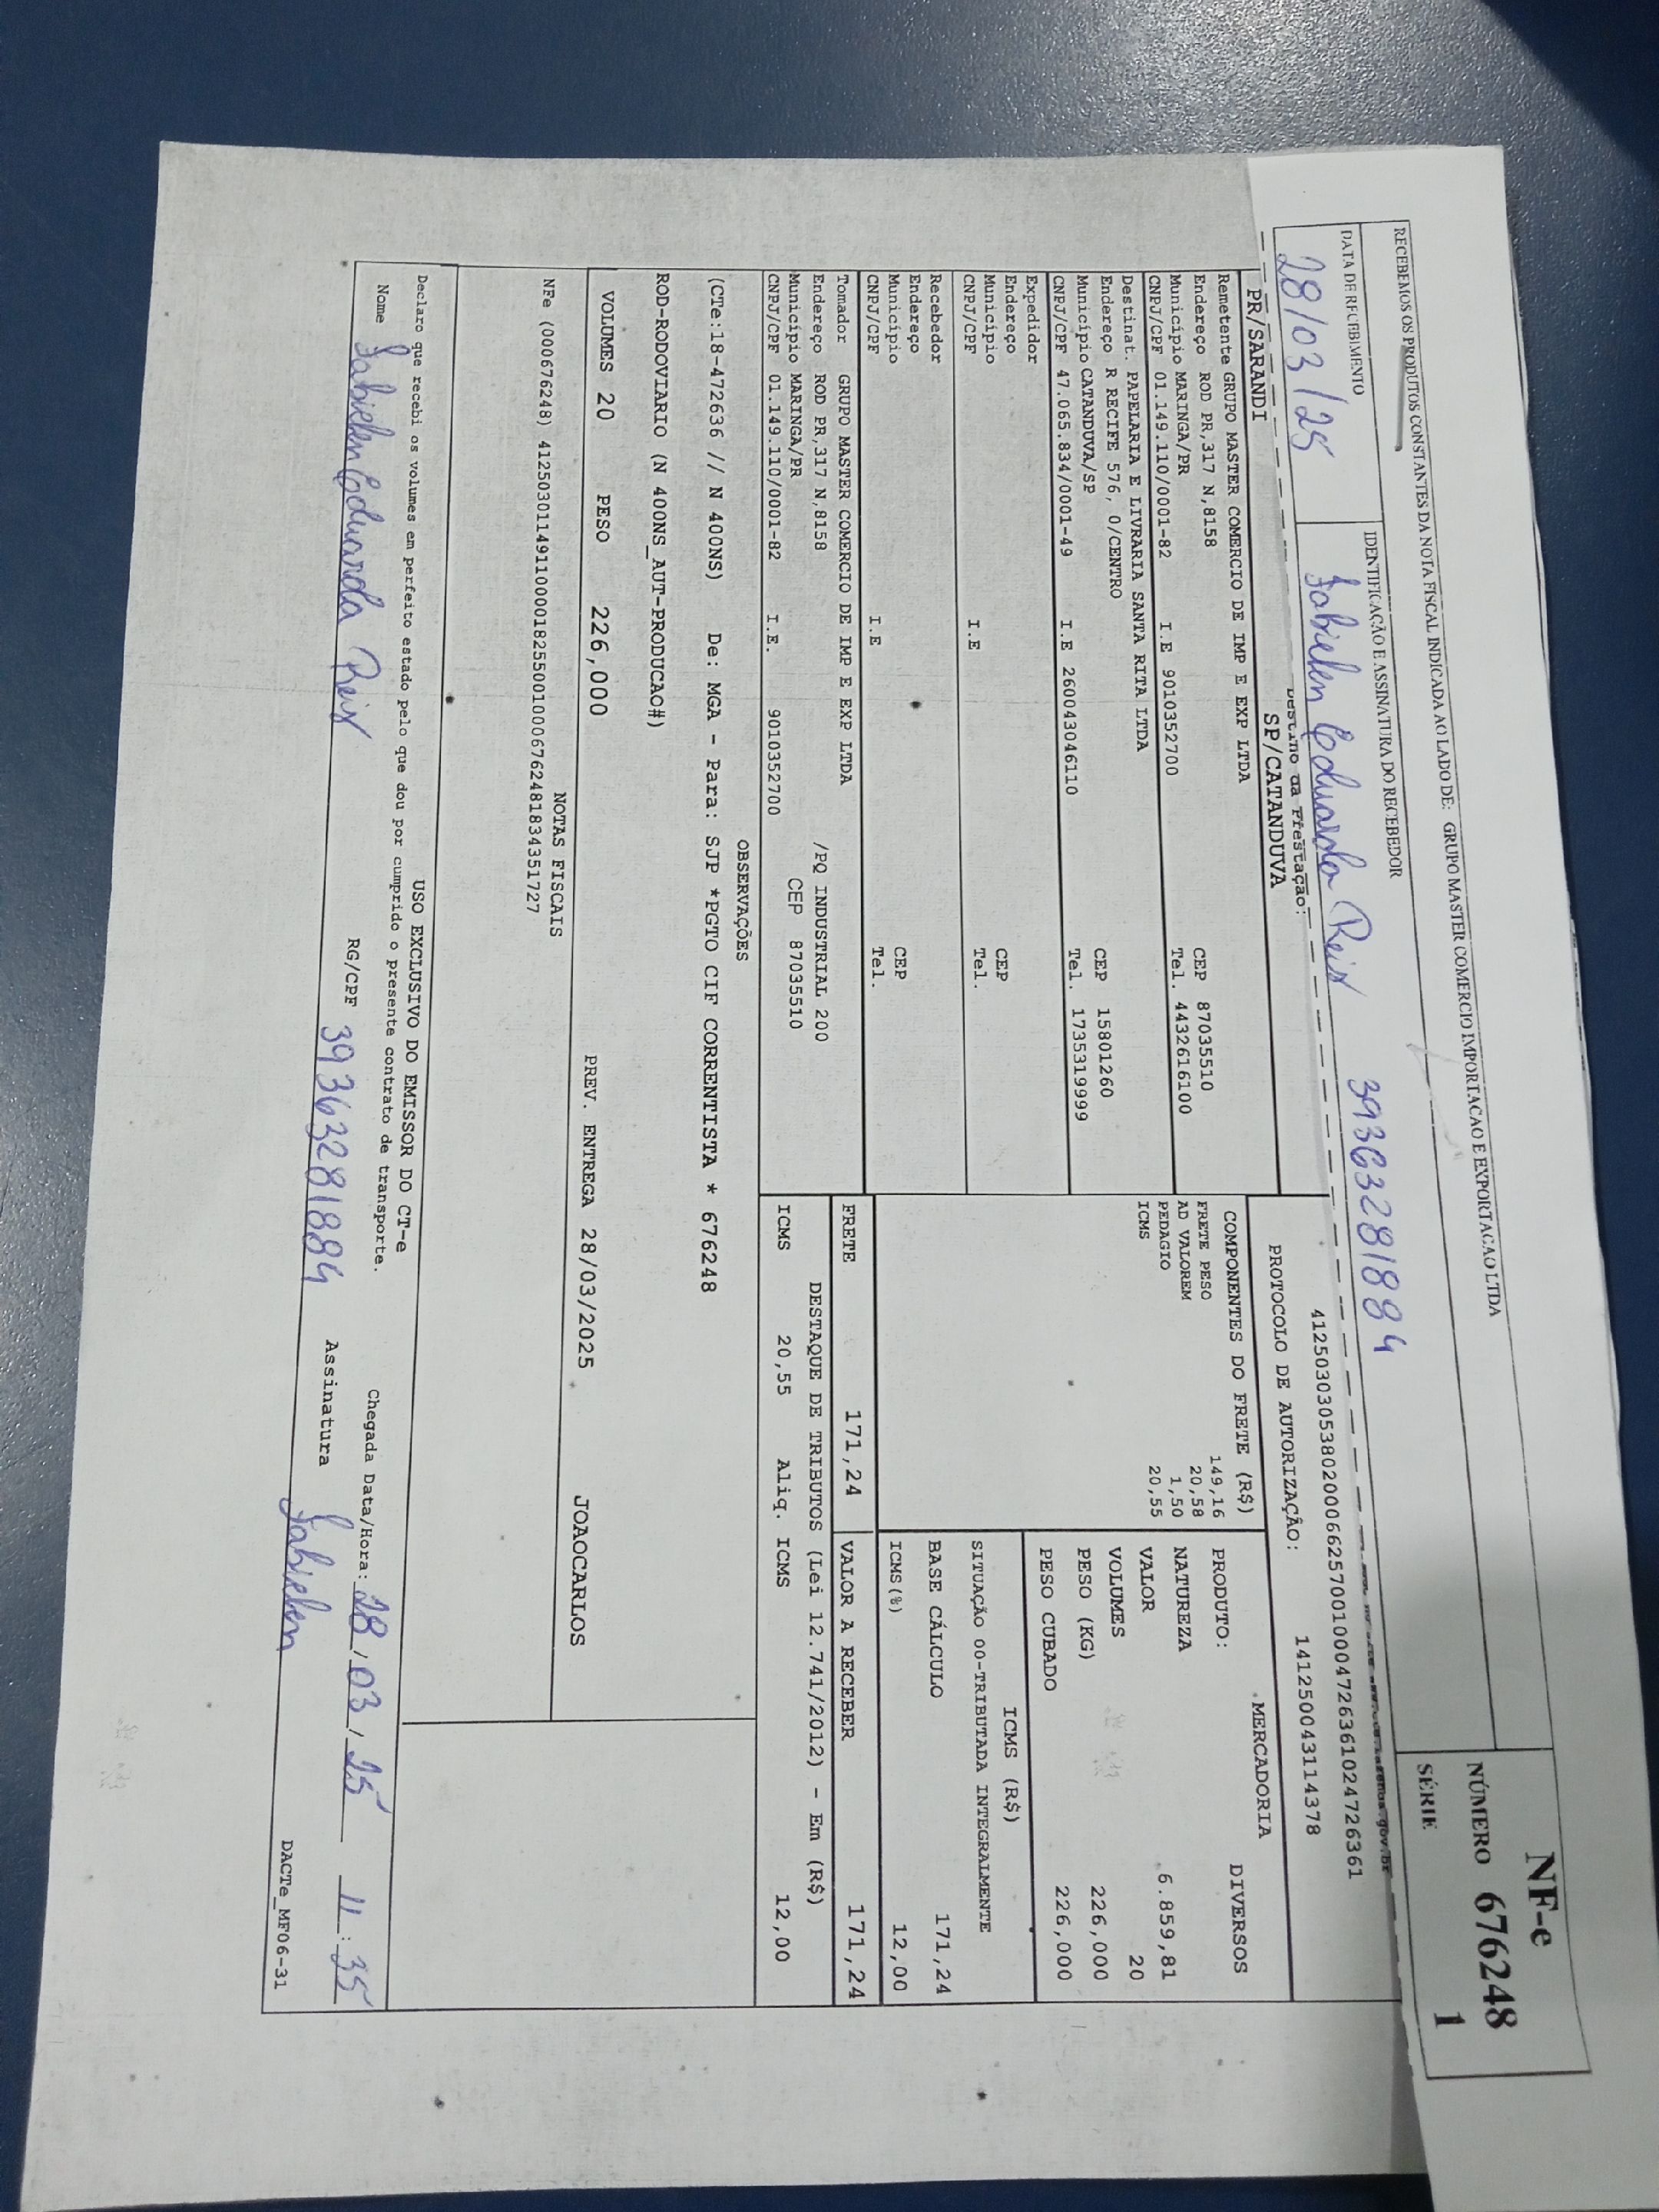 RECEBEMOS OS PRODUTOS CONSTANTES DA NOTA FISCAL INDICADA AO LADO DE: GRUPO MASTER COMERCIO IMPORTACAO E EXPORTACAO LTDA
NF-e
NÚMERO 676248
SÉRIE 1
DATA DE RECEBIMENTO
28/03/25
IDENTIFICAÇÃO E ASSINATURA DO RECEBEDOR
Fabielen Eduarda Reis 39363281884
41250303053802000662570010004726361024726361
PROTOCOLO DE AUTORIZAÇÃO: 141250043114378
PR/SARANDI
Destino da Prestação:
SP/CATANDUVA
Remetente GRUPO MASTER COMERCIO DE IMP E EXP LTDA
Endereço ROD PR,317 N,8158
CEP 87035510
Município MARINGA/PR
Tel. 443261 6100
CNPJ/CPF 01.149.110/0001-82 I.E 9010352700
Destinat. PAPELARIA E LIVRARIA SANTA RITA LTDA
Endereço R RECIFE 576, 0/CENTRO
CEP 15801260
Município CATANDUVA/SP
Tel. 1735319999
CNPJ/CPF 47.065.834/0001-49 I.E 260043046110
Expedidor
Endereço
CEP
Município
Tel.
CNPJ/CPF I.E
Recebedor
Endereço
CEP
Município
Tel.
CNPJ/CPF I.E
Tomador GRUPO MASTER COMERCIO DE IMP E EXP LTDA
Endereço ROD PR,317 N,8158 /PQ INDUSTRIAL 200
Município MARINGA/PR CEP 87035510
CNPJ/CPF 01.149.110/0001-82 I.E. 9010352700
COMPONENTES DO FRETE (R$)
FRETE PESO 149,16
AD VALOREM 20,58
PEDAGIO 1,50
ICMS 20,55
MERCADORIA
PRODUTO: DIVERSOS
NATUREZA
VALOR 6.859,81
VOLUMES 20
PESO (KG) 226,000
PESO CUBADO 226,000
ICMS (R$)
SITUAÇÃO 00-TRIBUTADA INTEGRALMENTE
BASE CÁLCULO 171,24
ICMS(%) 12,00
FRETE 171,24
VALOR A RECEBER 171,24
DESTAQUE DE TRIBUTOS (Lei 12.741/2012) - Em (R$)
ICMS 20,55 Aliq. ICMS 12,00
OBSERVAÇÕES
(CTe:18-472636 // N 400NS) De: MGA - Para: SJP *PGTO CIF CORRENTISTA * 676248
ROD-RODOVIARIO (N 400NS_AUT-PRODUCAO#)
VOLUMES 20 PESO 226,000 PREV. ENTREGA 28/03/2025 JOAOCARLOS
NOTAS FISCAIS
NFe (000676248) 41250301149110000182550010006762481834351727
USO EXCLUSIVO DO EMISSOR DO CT-e
Declaro que recebi os volumes em perfeito estado pelo que dou por cumprido o presente contrato de transporte.
Chegada Data/Hora: 28/03/25 11:35
Nome Fabielen Eduarda Reis RG/CPF 39363281884 Assinatura Fabielen
DACTe_MF06-31